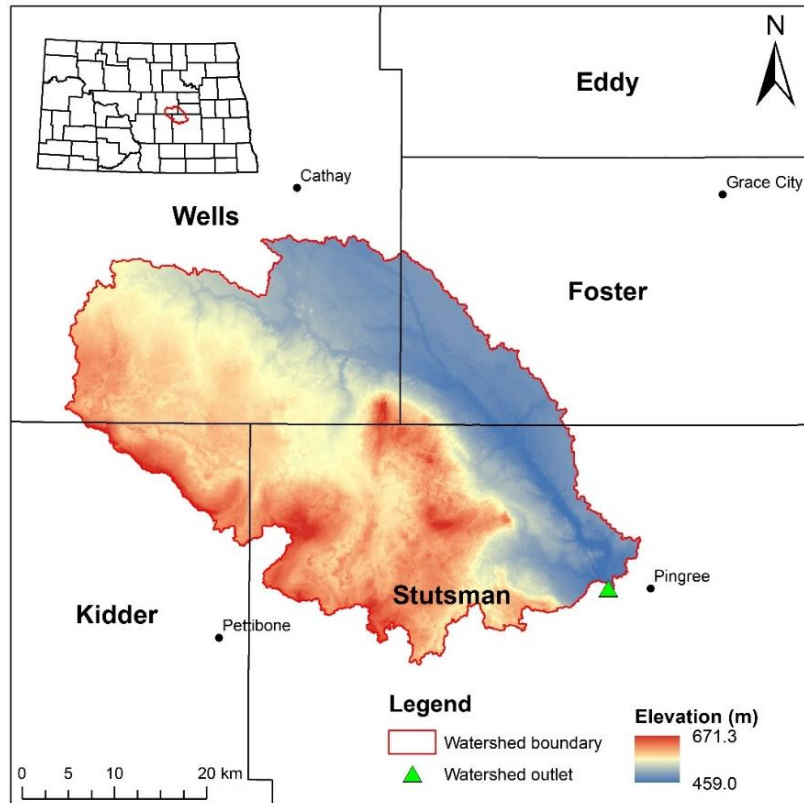 N
Eddy
Cathay
Grace City
Wells
Foster
Pingree
Stutsman
Kidder
Pettibone
Legend
Watershed boundary
Watershed outlet
Elevation (m)
671.3
459.0
0 5 10 20 km